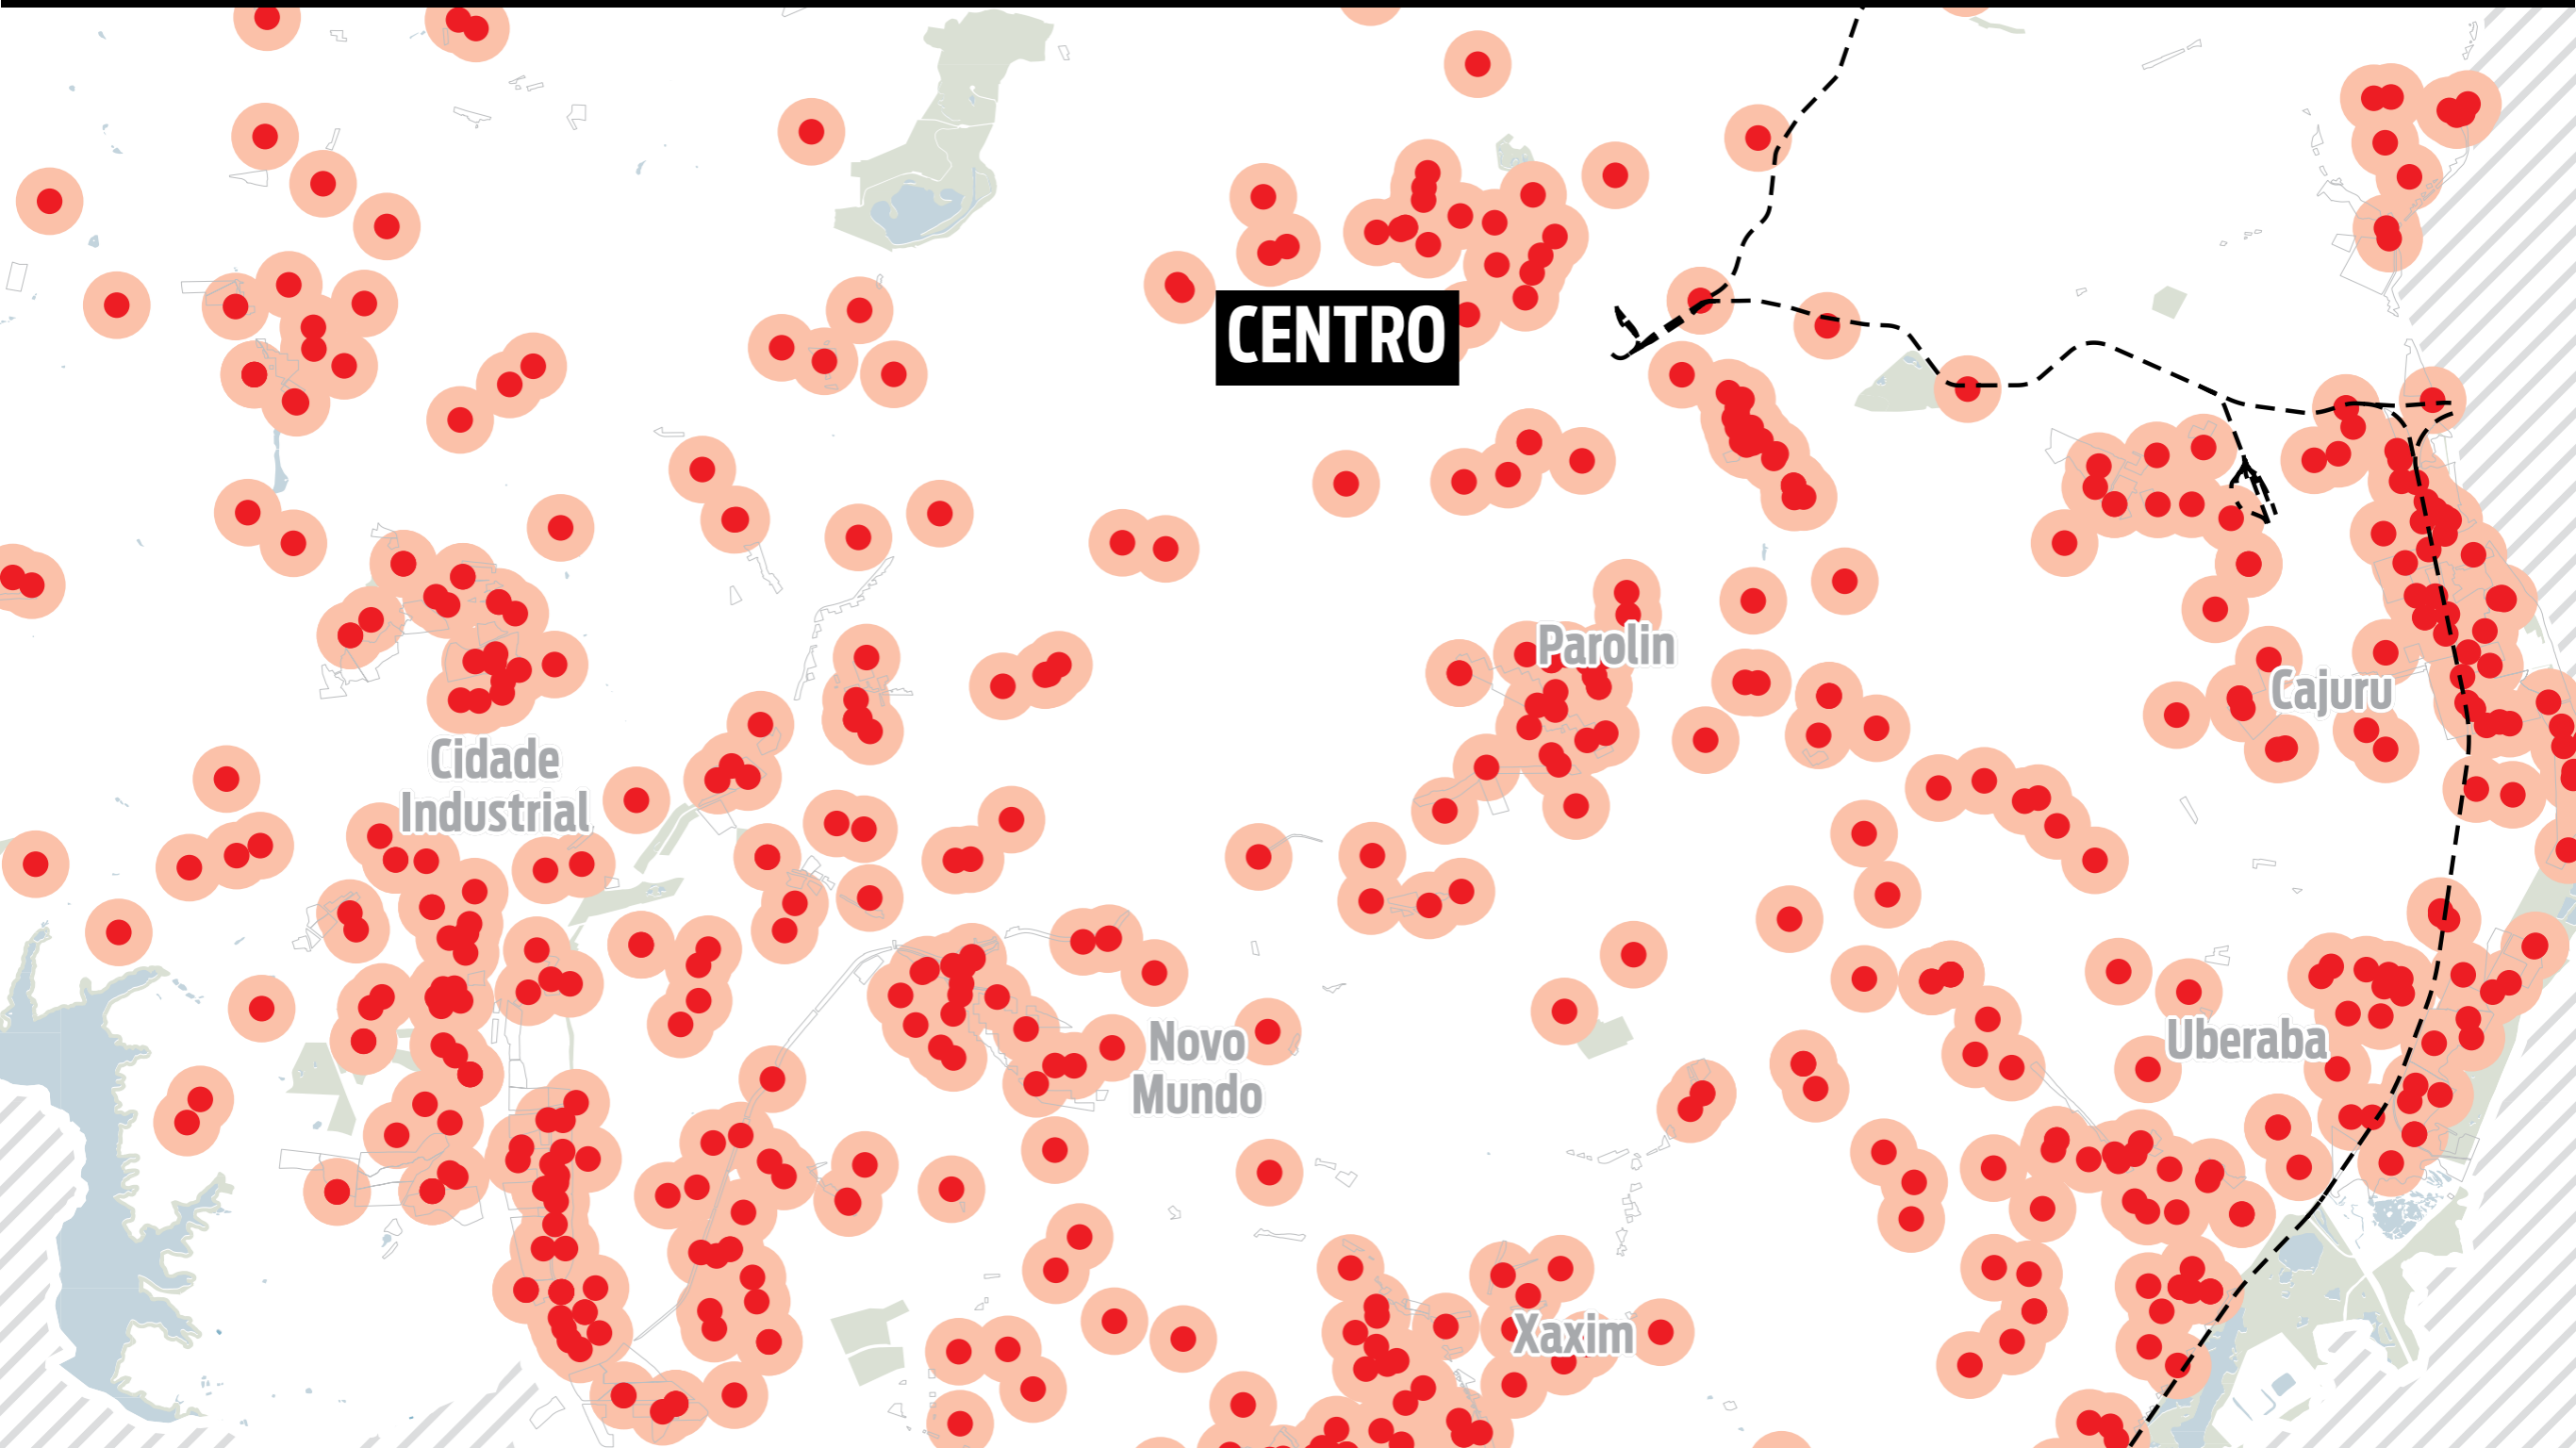 CENTRO
Parolin
Cajuru
Cidade
Industrial
Novo
Mundo
Uberaba
Xaxim